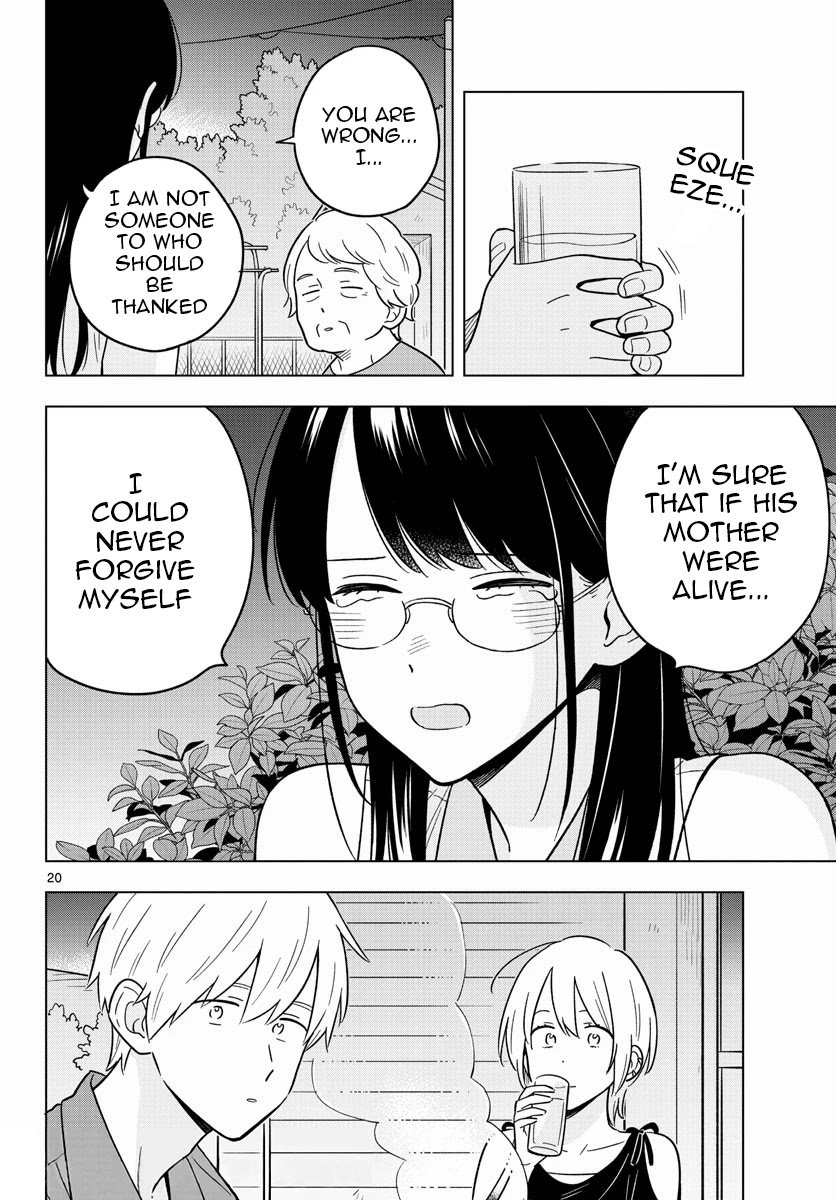 SQUE
EZE...
YOU ARE
WRONG...
I...
I AM NOT
SOMEONE
TO WHO
SHOULD
BE
THANKED
I'M SURE
THAT IF HIS
MOTHER
WERE
ALIVE...
I
COULD
NEVER
FORGIVE
MYSELF
20